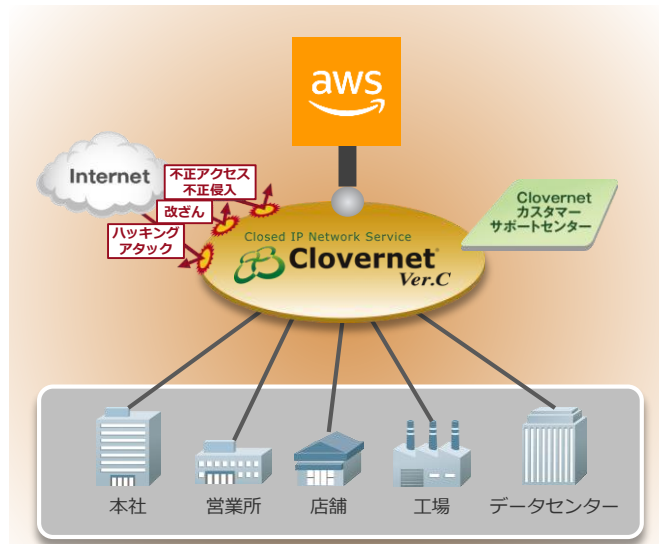 aws
Internet
不正アクセス
不正侵入
改ざん
ハッキング
アタック
Clovernet
カスタマー
サポートセンター
Closed IP Network Service
Clovernet®
Ver.C
本社
営業所
店舗
工場
データセンター